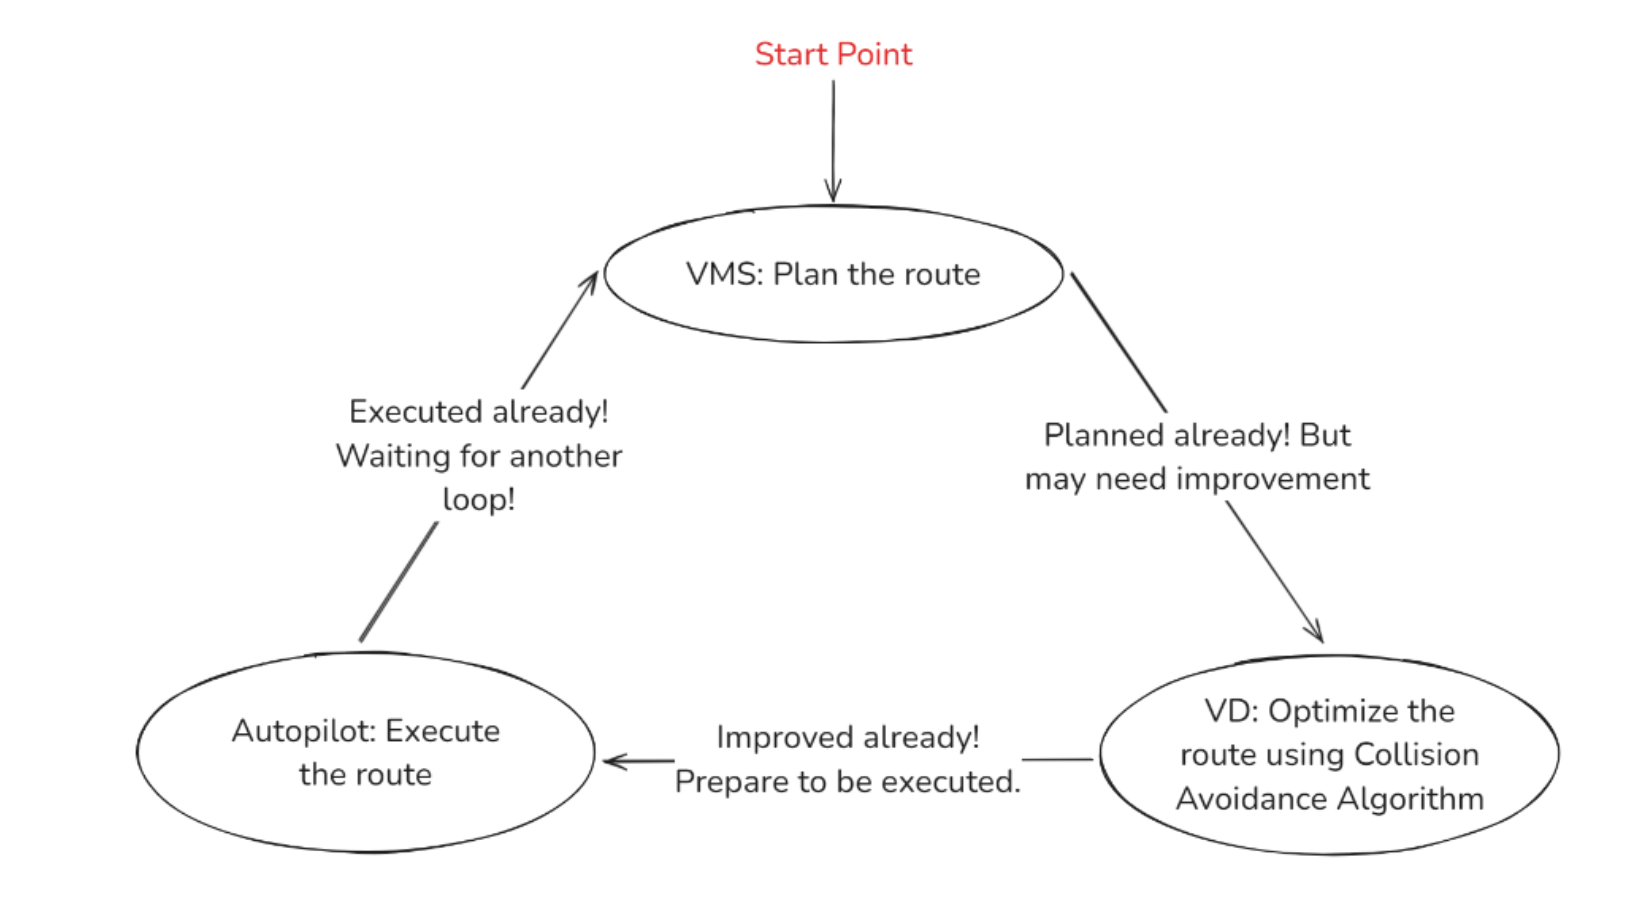 Start Point
VMS: Plan the route
Executed already!
Waiting for another
loop!
Planned already! But
may need improvement
Autopilot: Execute
the route
Improved already!
Prepare to be executed.
VD: Optimize the
route using Collision
Avoidance Algorithm